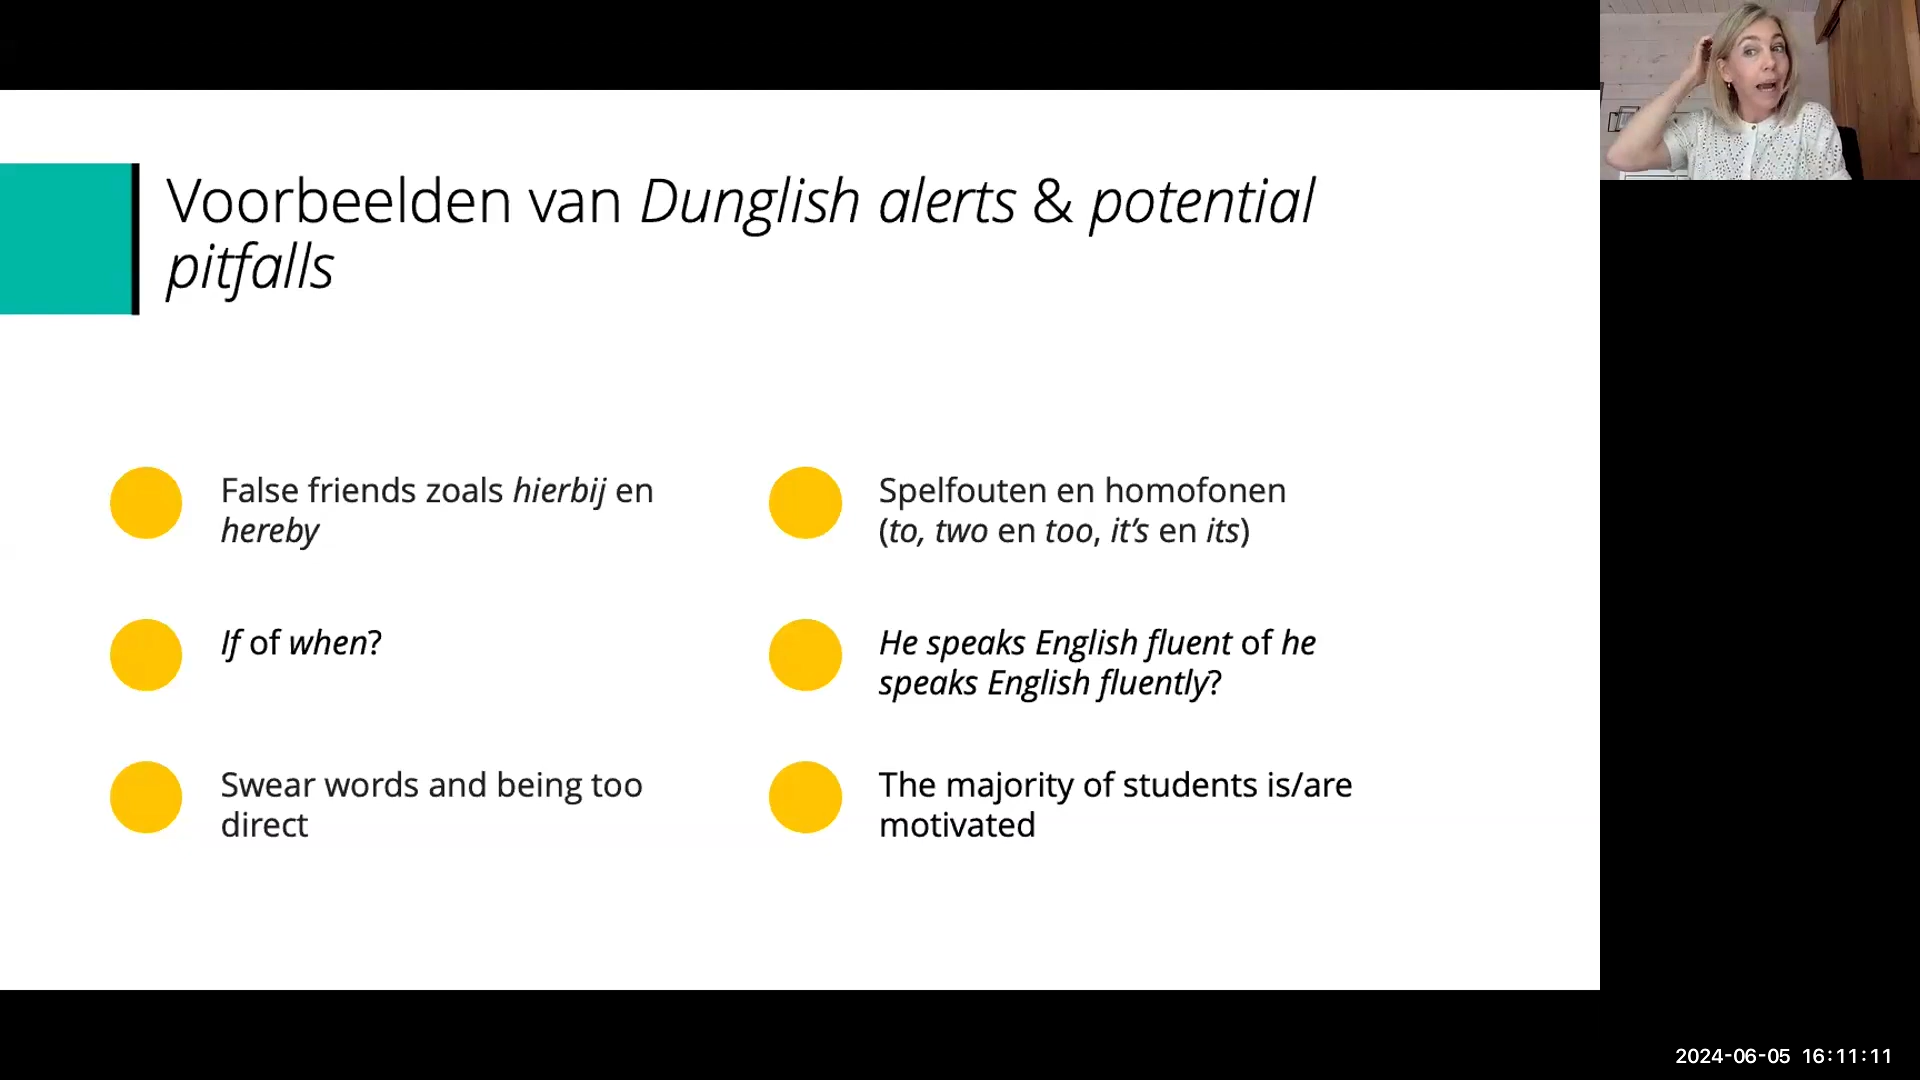 Voorbeelden van Dunglish alerts & potential
pitfalls
False friends zoals hierbij en
hereby
Spelfouten en homofonen
(to, two en too, it’s en its)
If of when?
He speaks English fluent of he
speaks English fluently?
Swear words and being too
direct
The majority of students is/are
motivated
2024-06-05 16:11:11